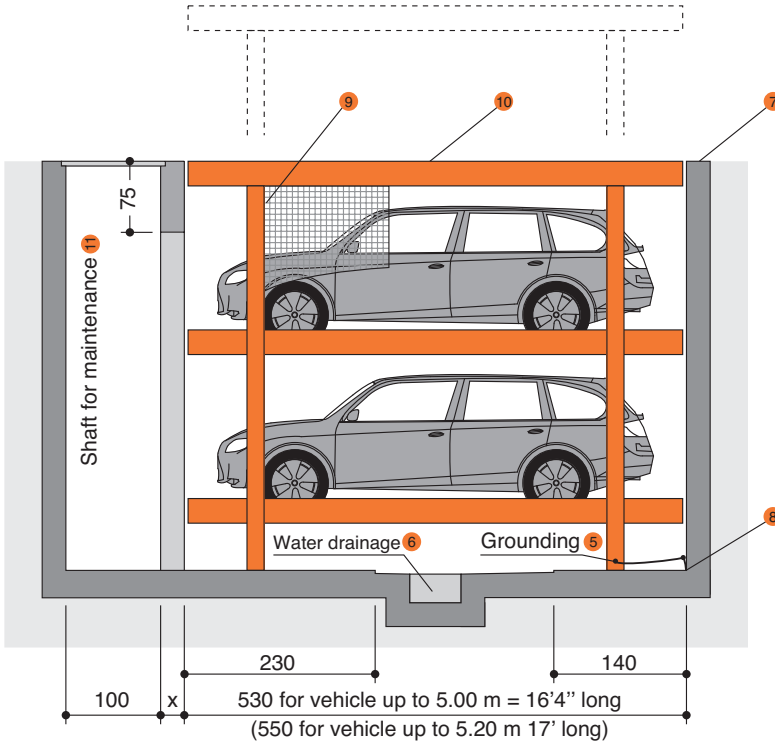 9
10
7
75
Shaft for maintenance 11
8
Water drainage 6
Grounding 5
230
140
100
x
530 for vehicle up to 5.00 m = 16'4'' long
(550 for vehicle up to 5.20 m 17' long)